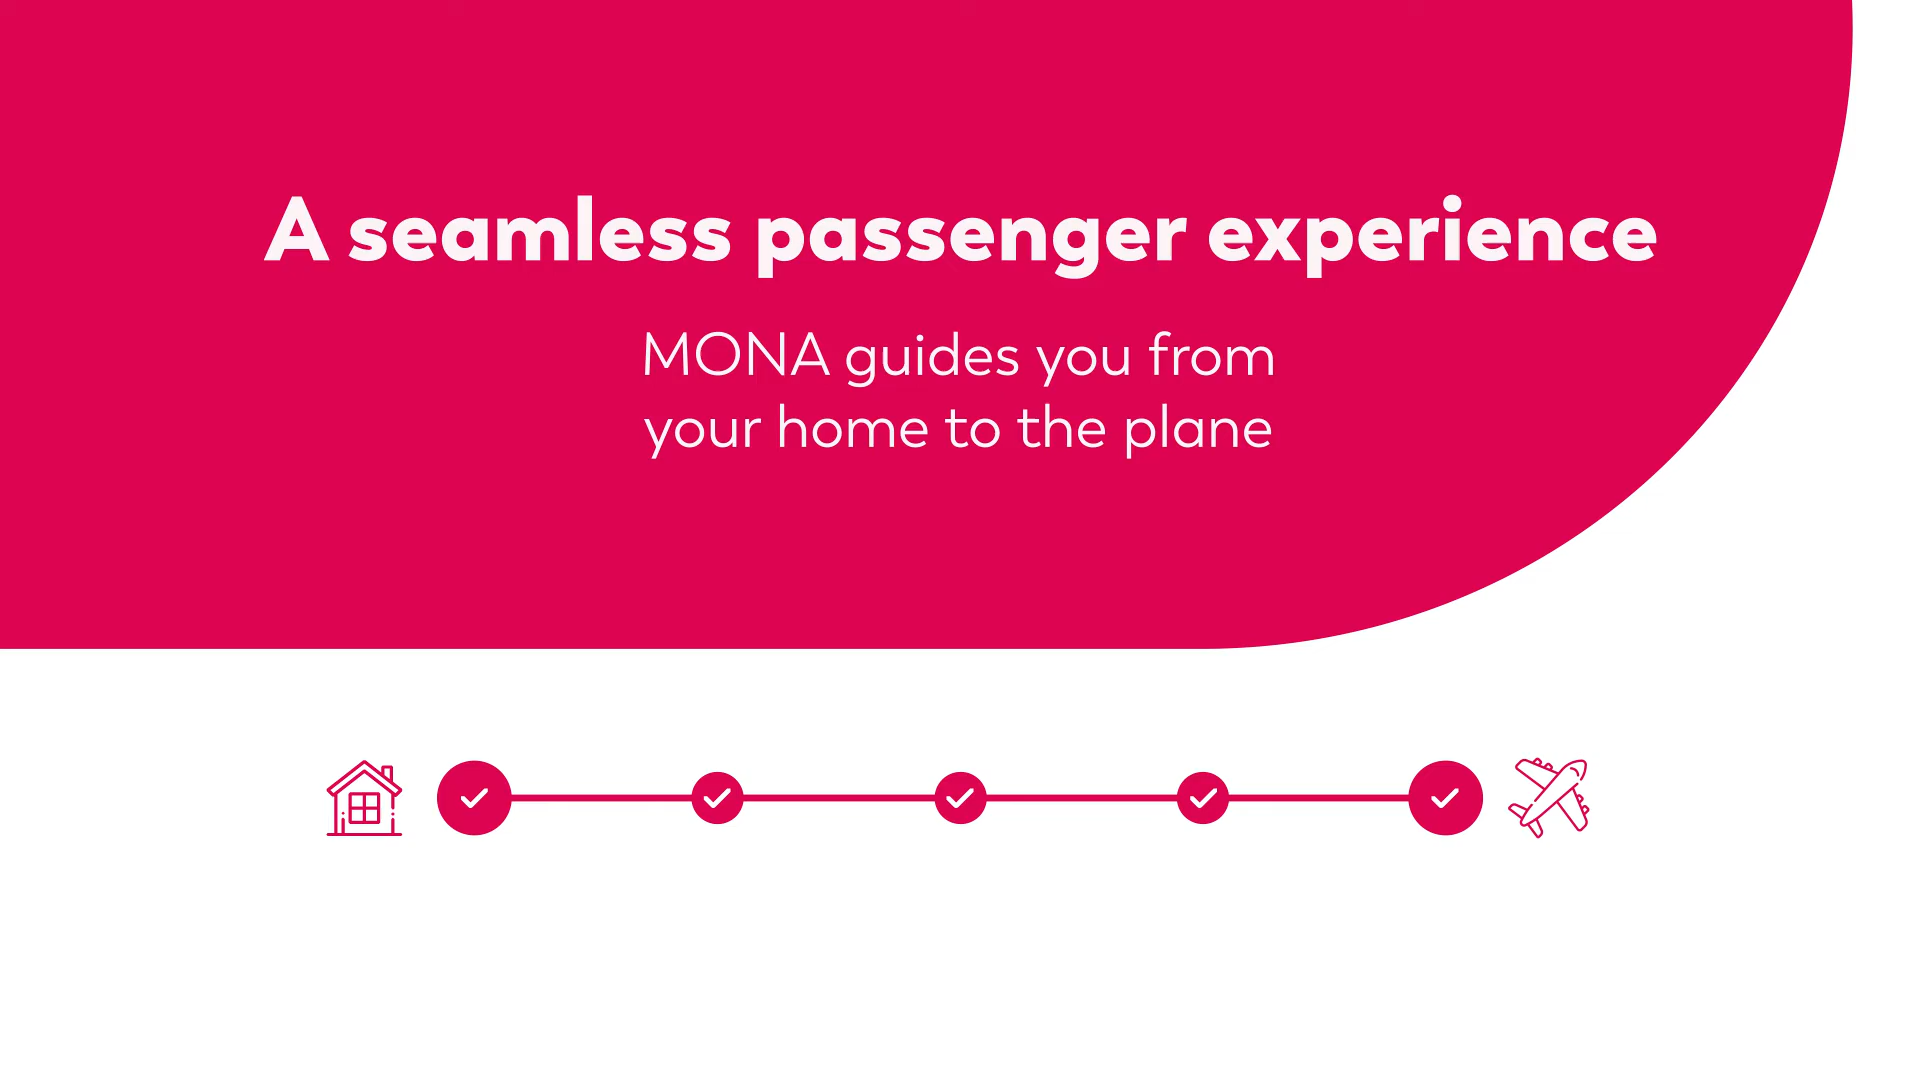 A seamless passenger experience
MONA guides you from
your home to the plane